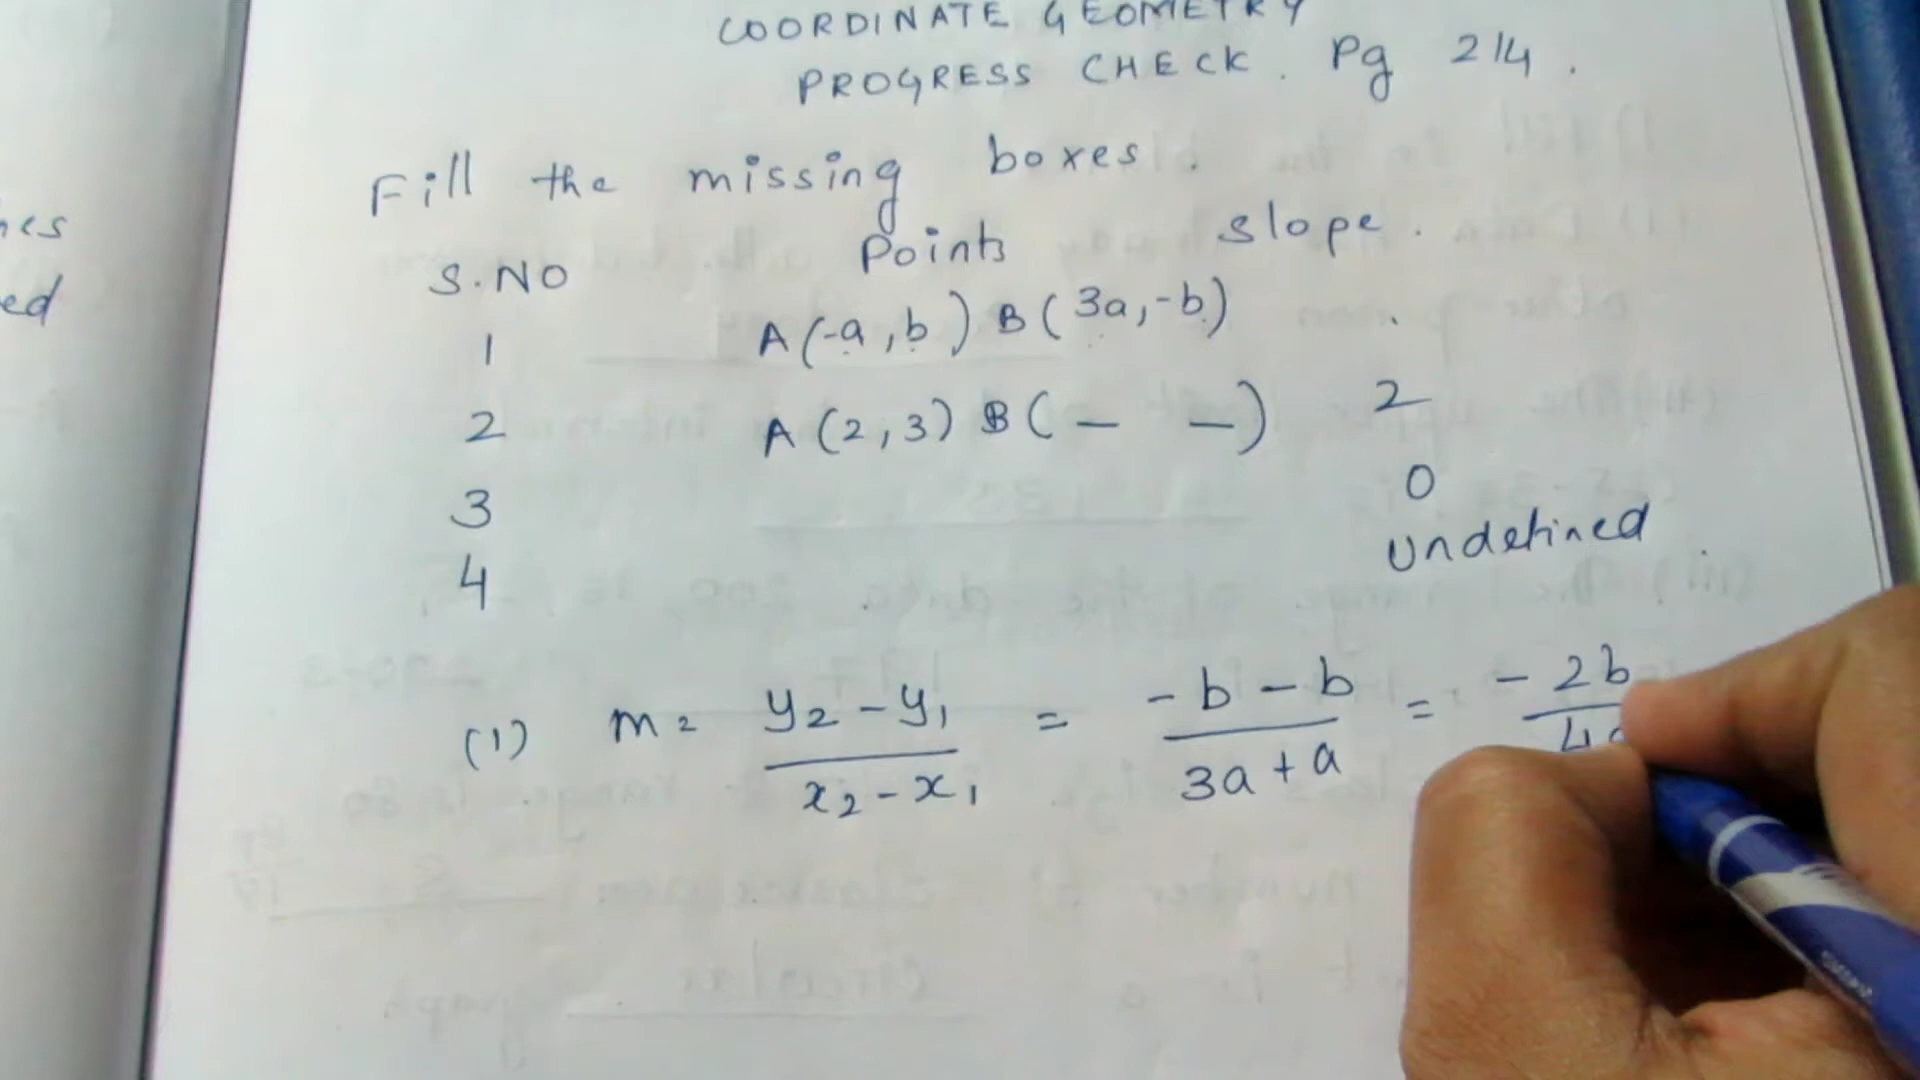 COORDINATE GEOMETRY
PROGRESS CHECK. Pg 214.
Fill the missing boxes.
S.NO Points slope.
1 A(-a, b) B(3a, -b)
2 A(2,3) B( – – ) 2
3 0
4 undefined
(1) m = y₂ - y₁ / x₂ - x₁ = -b - b / 3a + a = -2b / 4a